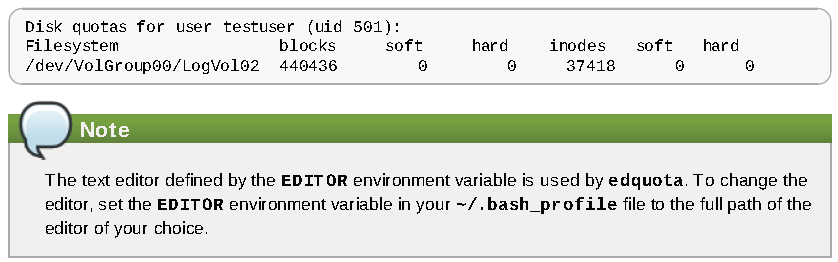 Disk quotas for user testuser (uid 501):
Filesystem                blocks     soft     hard    inodes   soft   hard
/dev/VolGroup00/LogVol02  440436        0        0     37418      0      0
Note
The text editor defined by the EDITOR environment variable is used by edquota. To change the
editor, set the EDITOR environment variable in your ~/.bash_profile file to the full path of the
editor of your choice.